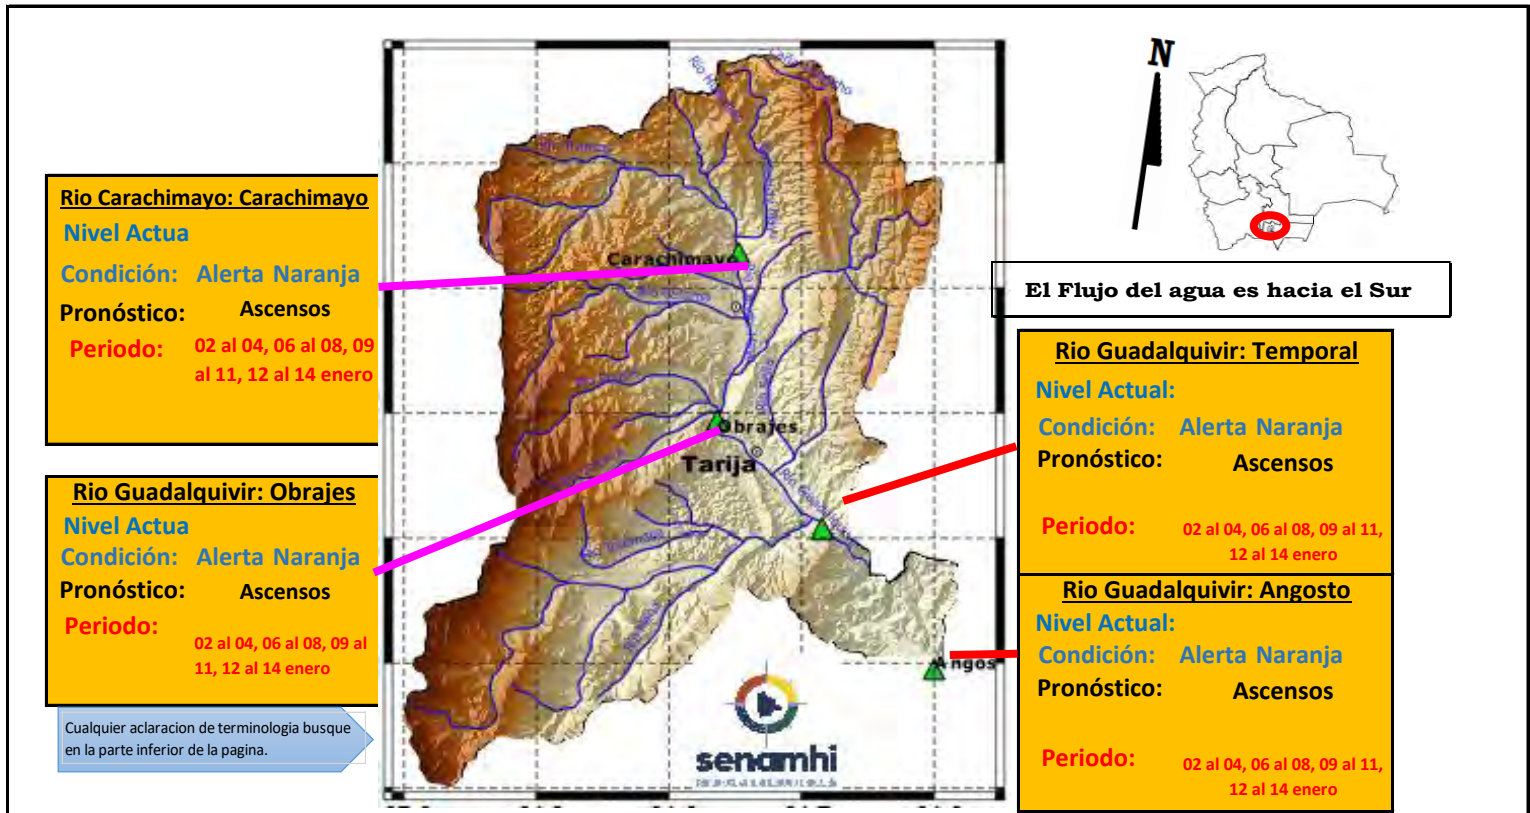 N
Rio Carachimayo: Carachimayo
Nivel Actua
Condición: Alerta Naranja
Pronóstico: Ascensos
Periodo: 02 al 04, 06 al 08, 09
al 11, 12 al 14 enero
Rio Guadalquivir: Obrajes
Nivel Actua
Condición: Alerta Naranja
Pronóstico: Ascensos
Periodo:
02 al 04, 06 al 08, 09 al
11, 12 al 14 enero
Cualquier aclaracion de terminologia busque
en la parte inferior de la pagina.
Carachimayo
Obrajes
Tarija
Angos
senamhi
El Flujo del agua es hacia el Sur
Rio Guadalquivir: Temporal
Nivel Actual:
Condición: Alerta Naranja
Pronóstico: Ascensos
Periodo: 02 al 04, 06 al 08, 09 al 11,
12 al 14 enero
Rio Guadalquivir: Angosto
Nivel Actual:
Condición: Alerta Naranja
Pronóstico: Ascensos
Periodo: 02 al 04, 06 al 08, 09 al 11,
12 al 14 enero